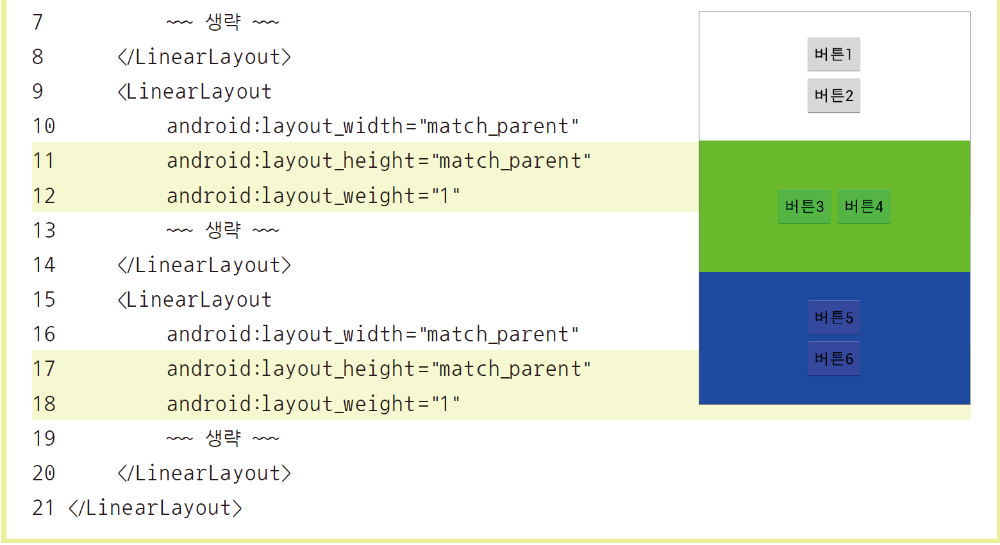 7 ~~~ 생략 ~~~
8 </LinearLayout>
9 <LinearLayout
10 android:layout_width="match_parent"
11 android:layout_height="match_parent"
12 android:layout_weight="1"
13 ~~~ 생략 ~~~
14 </LinearLayout>
15 <LinearLayout
16 android:layout_width="match_parent"
17 android:layout_height="match_parent"
18 android:layout_weight="1"
19 ~~~ 생략 ~~~
20 </LinearLayout>
21 </LinearLayout>
버튼1
버튼2
버튼3 버튼4
버튼5
버튼6